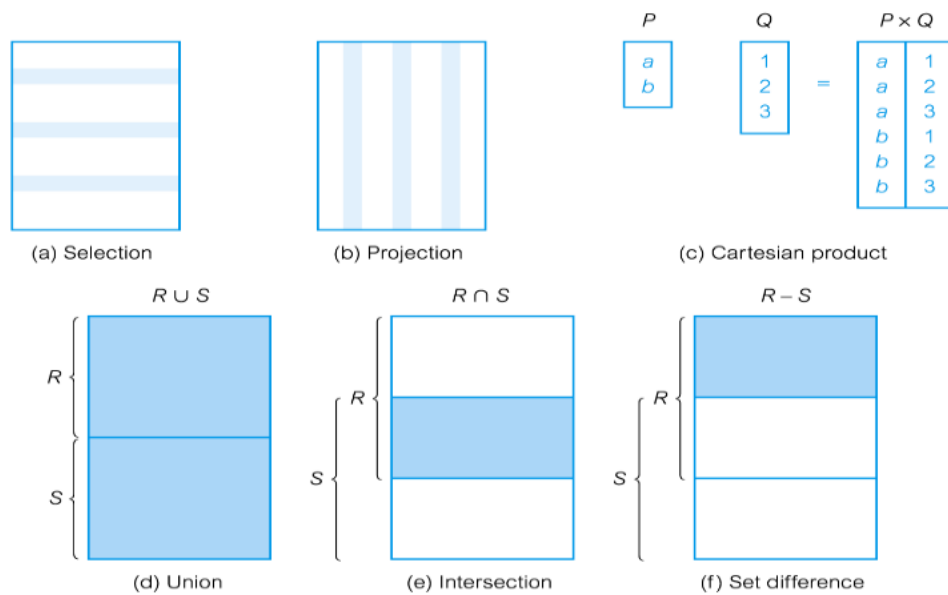 P Q P × Q
a 1 a 1
b 2 = a 2
3 a 3
b 1
b 2
b 3
(a) Selection (b) Projection (c) Cartesian product
R ∪ S R ∩ S R – S
R
S
R
S
R
S
(d) Union (e) Intersection (f) Set difference